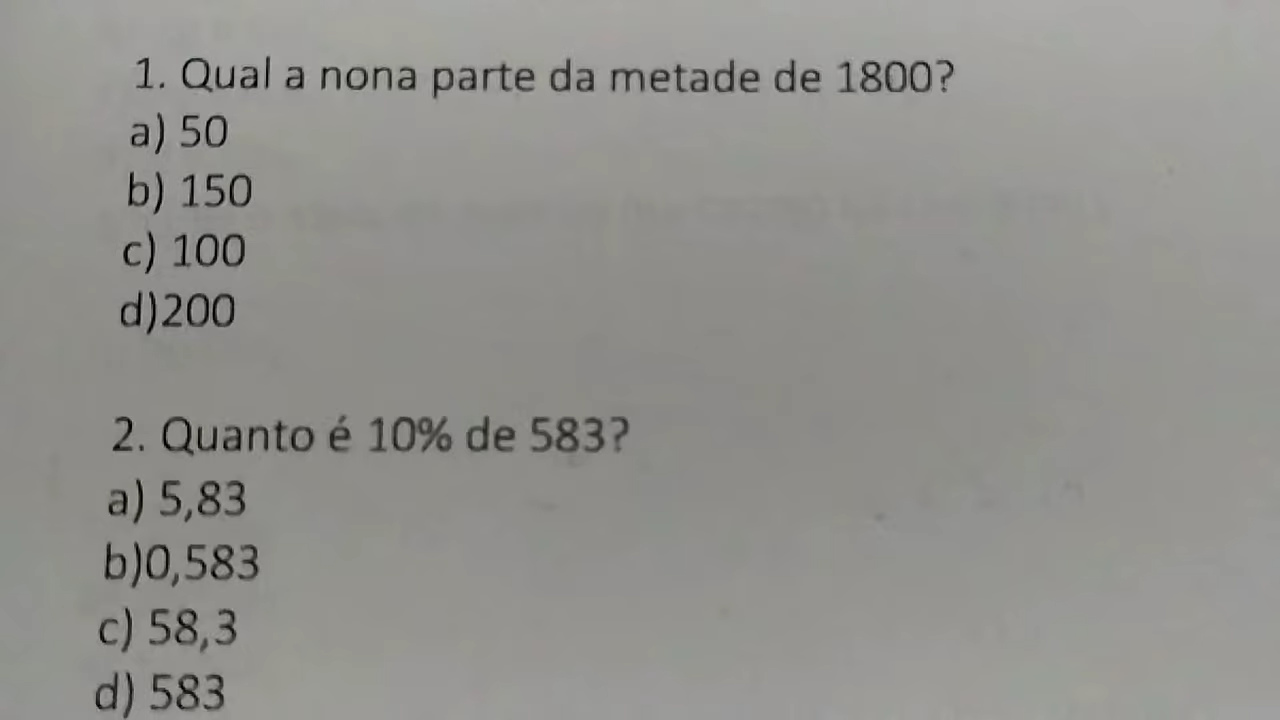 1. Qual a nona parte da metade de 1800?
a) 50
b) 150
c) 100
d)200
2. Quanto é 10% de 583?
a) 5,83
b)0,583
c) 58,3
d) 583